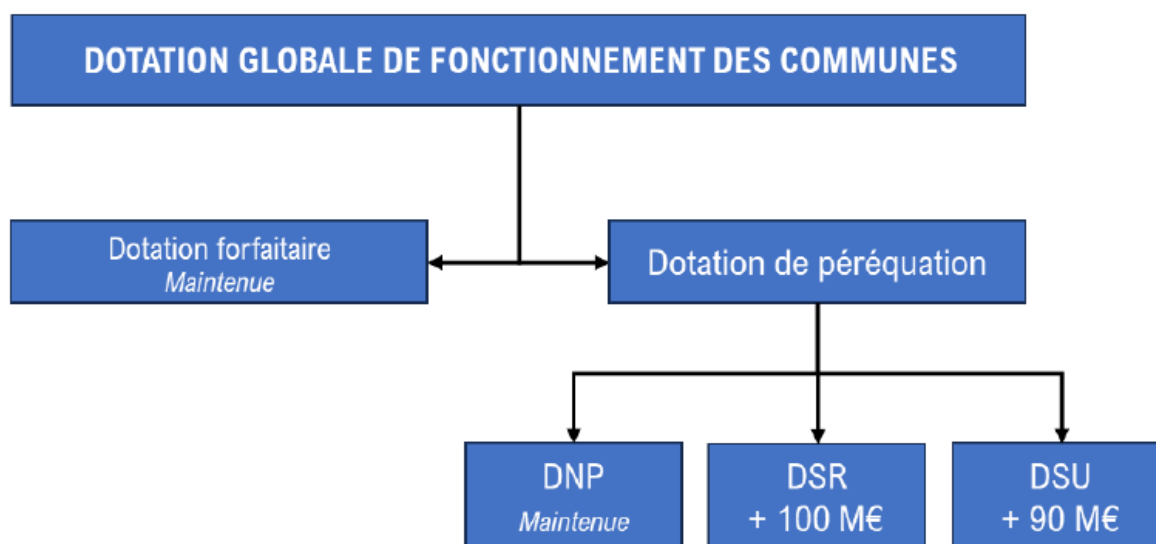 DOTATION GLOBALE DE FONCTIONNEMENT DES COMMUNES
Dotation forfaitaire
Maintenue
Dotation de péréquation
DNP
Maintenue
DSR
+ 100 M€
DSU
+ 90 M€